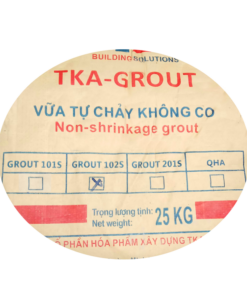 BUILDING SOLUTIONS
TKA-GROUT
VỮA TỰ CHẢY KHÔNG CO
Non-shrinkage grout
GROUT 101S GROUT 102S GROUT 201S QHA
Trọng lượng tịnh:
Net weight: 25 KG
PHẦN HÓA PHẨM XÂY DỰNG TK